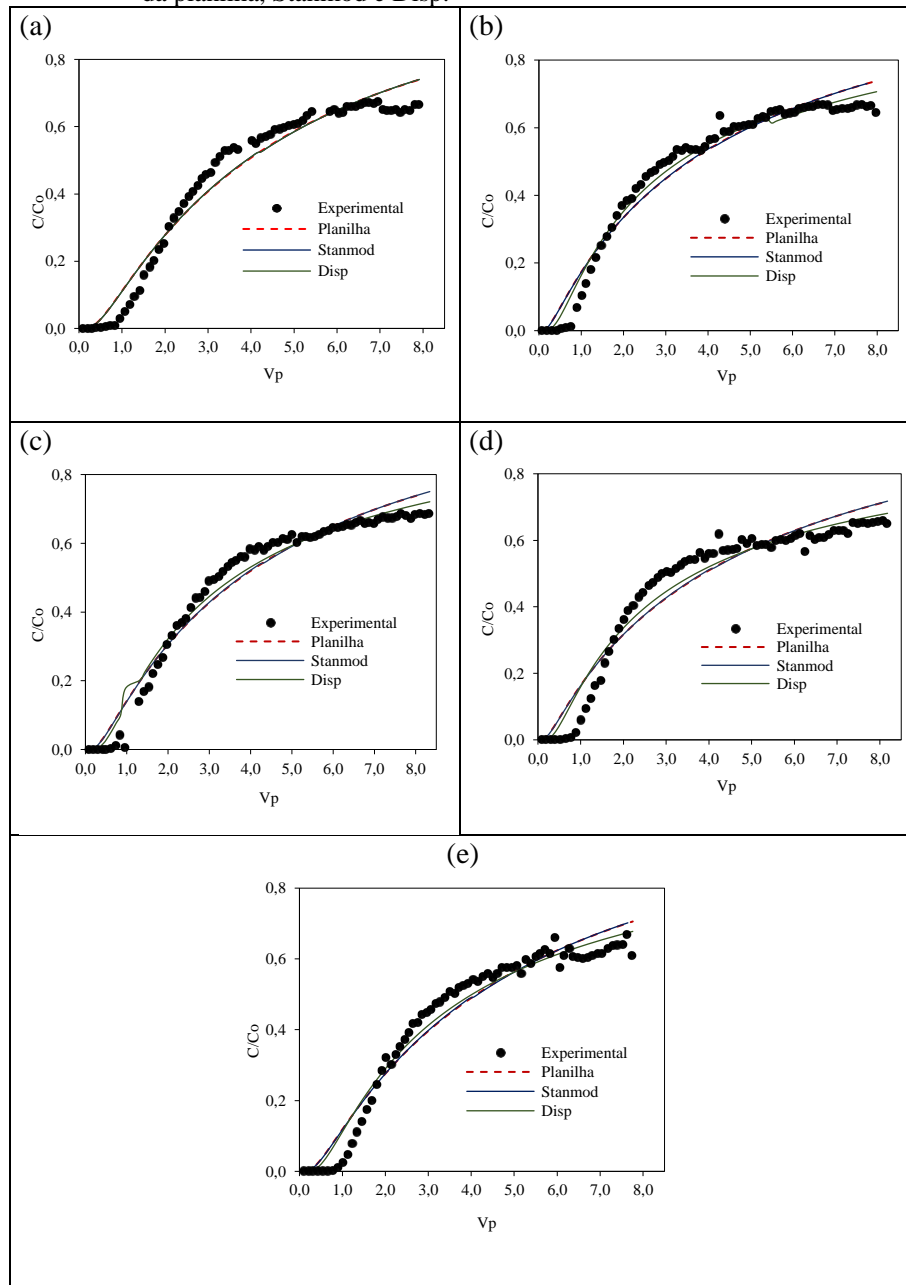 da planilha, Stanmod e Disp.
(a)
0,8
0,6
0,4
0,2
0,0
C/Co
0,0 1,0 2,0 3,0 4,0 5,0 6,0 7,0 8,0
Vp
Experimental
Planilha
Stanmod
Disp
(b)
0,8
0,6
0,4
0,2
0,0
C/Co
0,0 1,0 2,0 3,0 4,0 5,0 6,0 7,0 8,0
Vp
Experimental
Planilha
Stanmod
Disp
(c)
0,8
0,6
0,4
0,2
0,0
C/Co
0,0 1,0 2,0 3,0 4,0 5,0 6,0 7,0 8,0
Vp
Experimental
Planilha
Stanmod
Disp
(d)
0,8
0,6
0,4
0,2
0,0
C/Co
0,0 1,0 2,0 3,0 4,0 5,0 6,0 7,0 8,0
Vp
Experimental
Planilha
Stanmod
Disp
(e)
0,8
0,6
0,4
0,2
0,0
C/Co
0,0 1,0 2,0 3,0 4,0 5,0 6,0 7,0 8,0
Vp
Experimental
Planilha
Stanmod
Disp